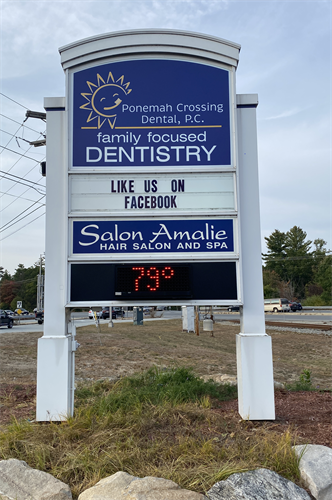 Ponemah Crossing
Dental, P.C.
family focused
DENTISTRY
LIKE US ON
FACEBOOK
Salon Amalie
HAIR SALON AND SPA
79°